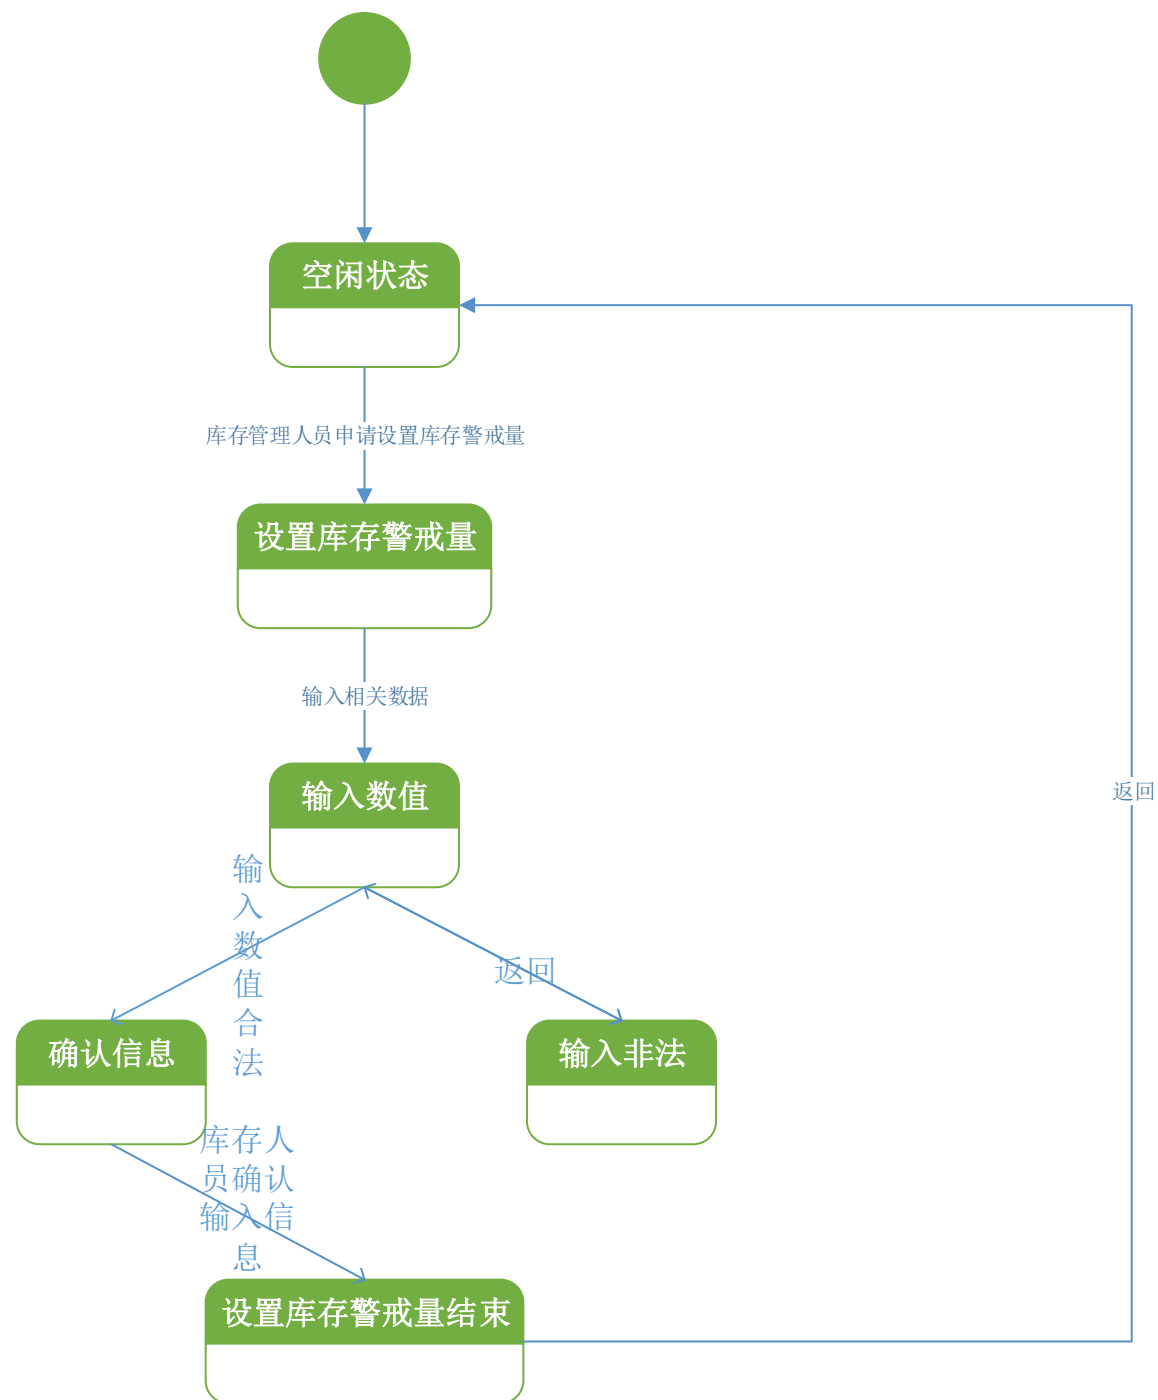 空闲状态
库存管理人员申请设置库存警戒量
设置库存警戒量
输入相关数据
输入数值
返回
输
入
数
值
合
法
返回
确认信息
输入非法
库存人
员确认
输入信
息
设置库存警戒量结束